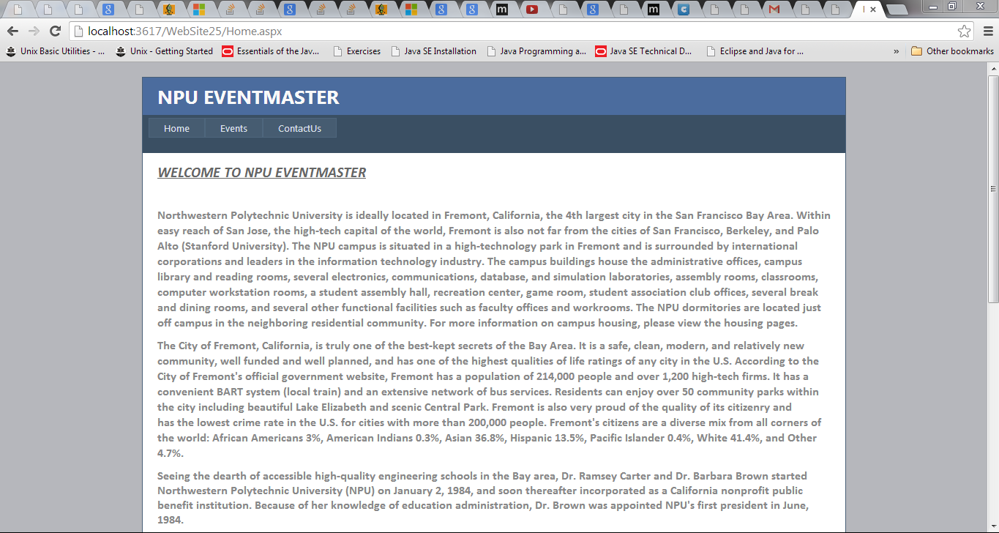 localhost:3617/WebSite25/Home.aspx
Unix Basic Utilities - ... Unix - Getting Started Essentials of the Jav... Exercises Java SE Installation Java Programming a... Java SE Technical D... Eclipse and Java for ... » Other bookmarks
NPU EVENTMASTER
Home Events ContactUs
WELCOME TO NPU EVENTMASTER
Northwestern Polytechnic University is ideally located in Fremont, California, the 4th largest city in the San Francisco Bay Area. Within
easy reach of San Jose, the high-tech capital of the world, Fremont is also not far from the cities of San Francisco, Berkeley, and Palo
Alto (Stanford University). The NPU campus is situated in a high-technology park in Fremont and is surrounded by international
corporations and leaders in the information technology industry. The campus buildings house the administrative offices, campus
library and reading rooms, several electronics, communications, database, and simulation laboratories, assembly rooms, classrooms,
computer workstation rooms, a student assembly hall, recreation center, game room, student association club offices, several break
and dining rooms, and several other functional facilities such as faculty offices and workrooms. The NPU dormitories are located just
off campus in the neighboring residential community. For more information on campus housing, please view the housing pages.
The City of Fremont, California, is truly one of the best-kept secrets of the Bay Area. It is a safe, clean, modern, and relatively new
community, well funded and well planned, and has one of the highest qualities of life ratings of any city in the U.S. According to the
City of Fremont's official government website, Fremont has a population of 214,000 people and over 1,200 high-tech firms. It has a
convenient BART system (local train) and an extensive network of bus services. Residents can enjoy over 50 community parks within
the city including beautiful Lake Elizabeth and scenic Central Park. Fremont is also very proud of the quality of its citizenry and
has the lowest crime rate in the U.S. for cities with more than 200,000 people. Fremont's citizens are a diverse mix from all corners of
the world: African Americans 3%, American Indians 0.3%, Asian 36.8%, Hispanic 13.5%, Pacific Islander 0.4%, White 41.4%, and Other
4.7%.
Seeing the dearth of accessible high-quality engineering schools in the Bay area, Dr. Ramsey Carter and Dr. Barbara Brown started
Northwestern Polytechnic University (NPU) on January 2, 1984, and soon thereafter incorporated as a California nonprofit public
benefit institution. Because of her knowledge of education administration, Dr. Brown was appointed NPU's first president in June,
1984.